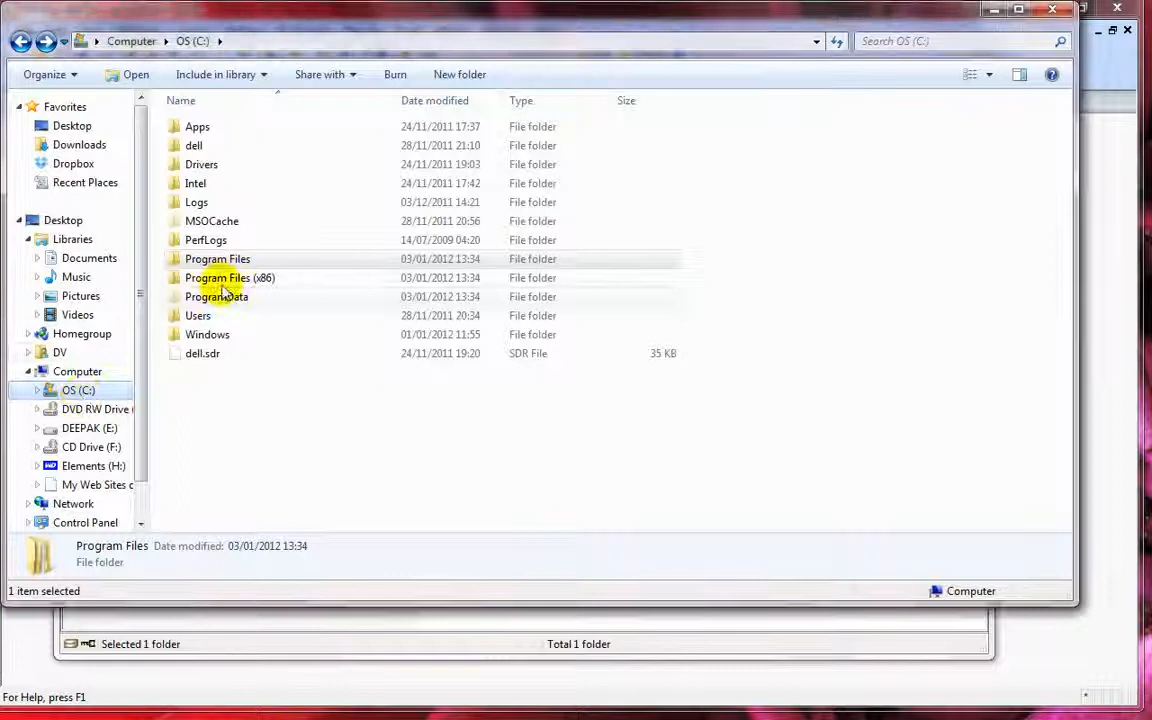 Computer
OS (C:)
Search OS (C:)
Organize
Open
Include in library
Share with
Burn
New folder
Name
Date modified
Type
Size
Favorites
Desktop
Downloads
Dropbox
Recent Places
Desktop
Libraries
Documents
Music
Pictures
Videos
Homegroup
DV
Computer
OS (C:)
DVD RW Drive (
DEEPAK (E:)
CD Drive (F:)
Elements (H:)
My Web Sites c
Network
Control Panel
Apps 24/11/2011 17:37 File folder
dell 28/11/2011 21:10 File folder
Drivers 24/11/2011 19:03 File folder
Intel 24/11/2011 17:42 File folder
Logs 03/12/2011 14:21 File folder
MSOCache 28/11/2011 20:56 File folder
PerfLogs 14/07/2009 04:20 File folder
Program Files 03/01/2012 13:34 File folder
Program Files (x86) 03/01/2012 13:34 File folder
ProgramData 03/01/2012 13:34 File folder
Users 28/11/2011 20:34 File folder
Windows 01/01/2012 11:55 File folder
dell.sdr 24/11/2011 19:20 SDR File 35 KB
Program Files Date modified: 03/01/2012 13:34
File folder
1 item selected
Computer
Selected 1 folder
Total 1 folder
For Help, press F1